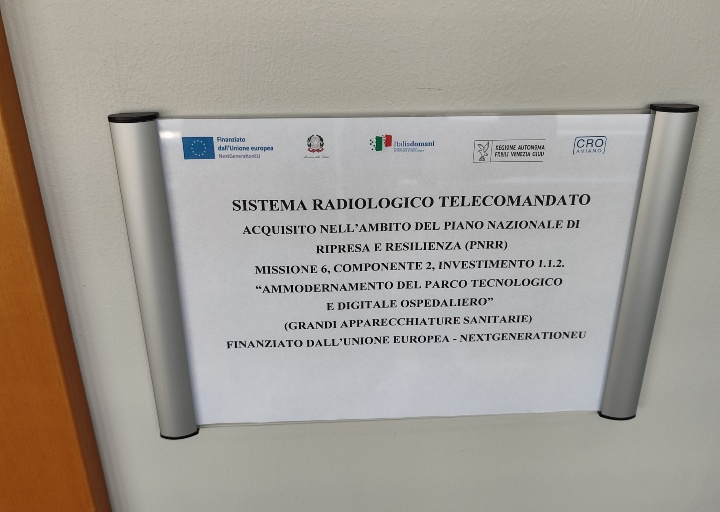 Finanziato
dall'Unione europea
NextGenerationEU
Italiadomani
REGIONE AUTONOMA
FRIULI VENEZIA GIULIA
CRO
AVIANO
SISTEMA RADIOLOGICO TELECOMANDATO
ACQUISITO NELL'AMBITO DEL PIANO NAZIONALE DI
RIPRESA E RESILIENZA (PNRR)
MISSIONE 6, COMPONENTE 2, INVESTIMENTO 1.1.2.
“AMMODERNAMENTO DEL PARCO TECNOLOGICO
E DIGITALE OSPEDALIERO”
(GRANDI APPARECCHIATURE SANITARIE)
FINANZIATO DALL'UNIONE EUROPEA - NEXTGENERATIONEU